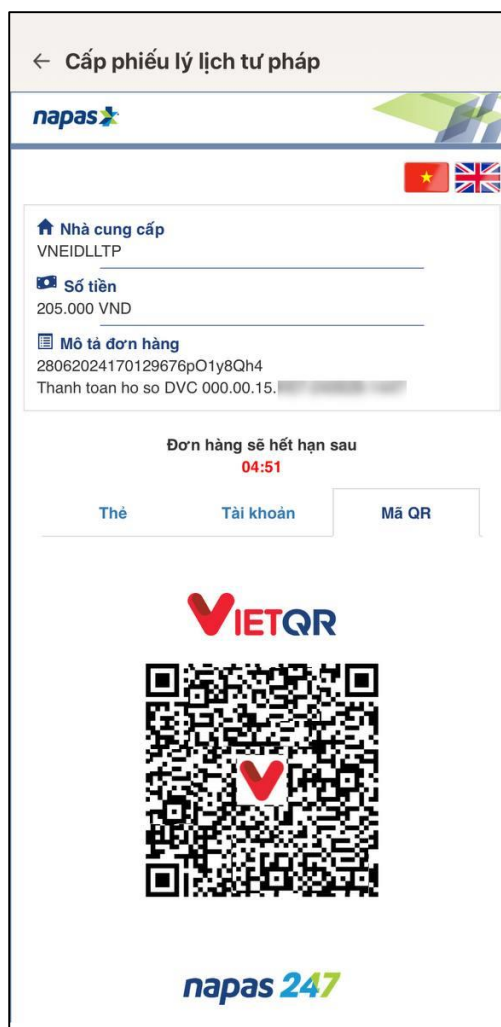 ← Cấp phiếu lý lịch tư pháp
napas
Nhà cung cấp
VNEIDLLTP
Số tiền
205.000 VND
Mô tả đơn hàng
28062024170129676pO1y8Qh4
Thanh toan ho so DVC 000.00.15.
Đơn hàng sẽ hết hạn sau
04:51
Thẻ Tài khoản Mã QR
VIETQR
napas 247